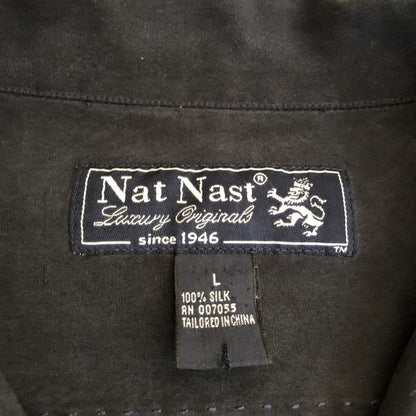 Nat Nast®
Luxury Originals
since 1946
TM
L
100% SILK
RN 007055
TAILORED IN CHINA